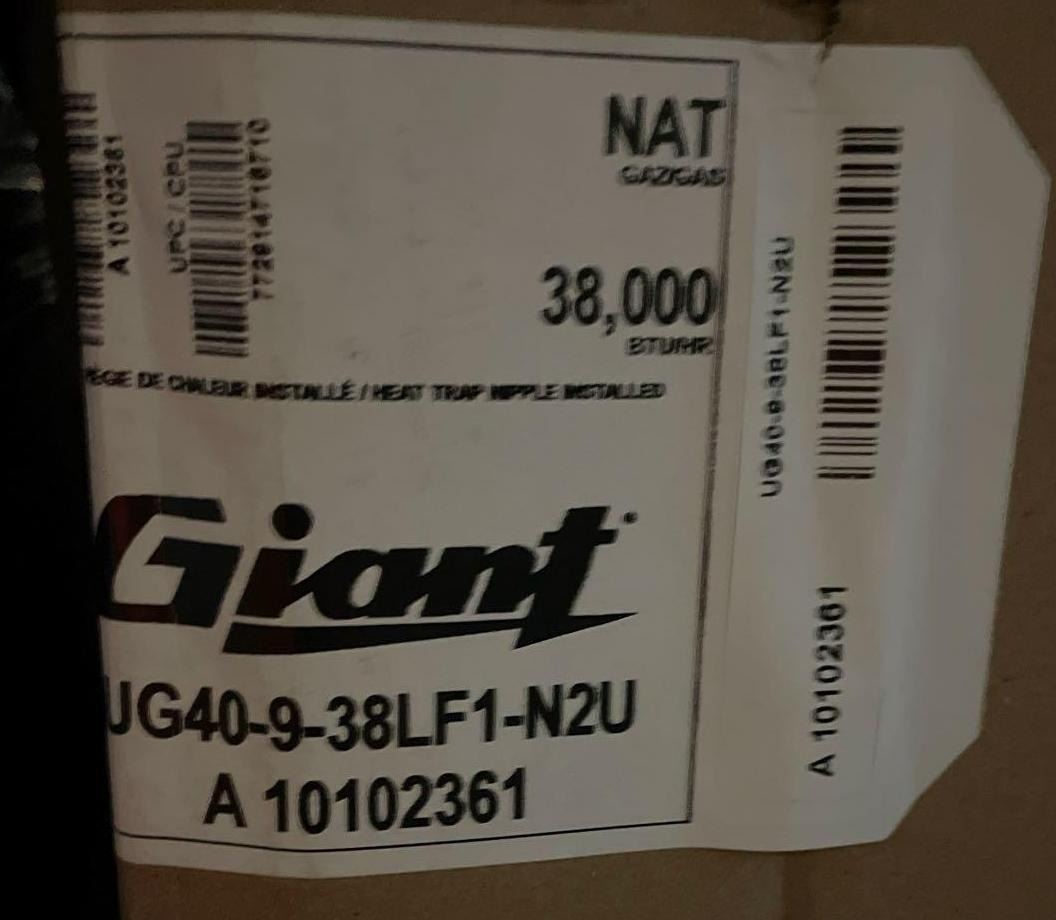 NAT
GAZ/GAS
38,000
BTU/HR
A 10102361
UPC / CPU
HEAT TRAP NIPPLE INSTALLED
DE CHALEUR INSTALLÉ /
Giant
UG40-9-38LF1-N2U
A 10102361
UG40-9-38LF1-N2U
A 10102361